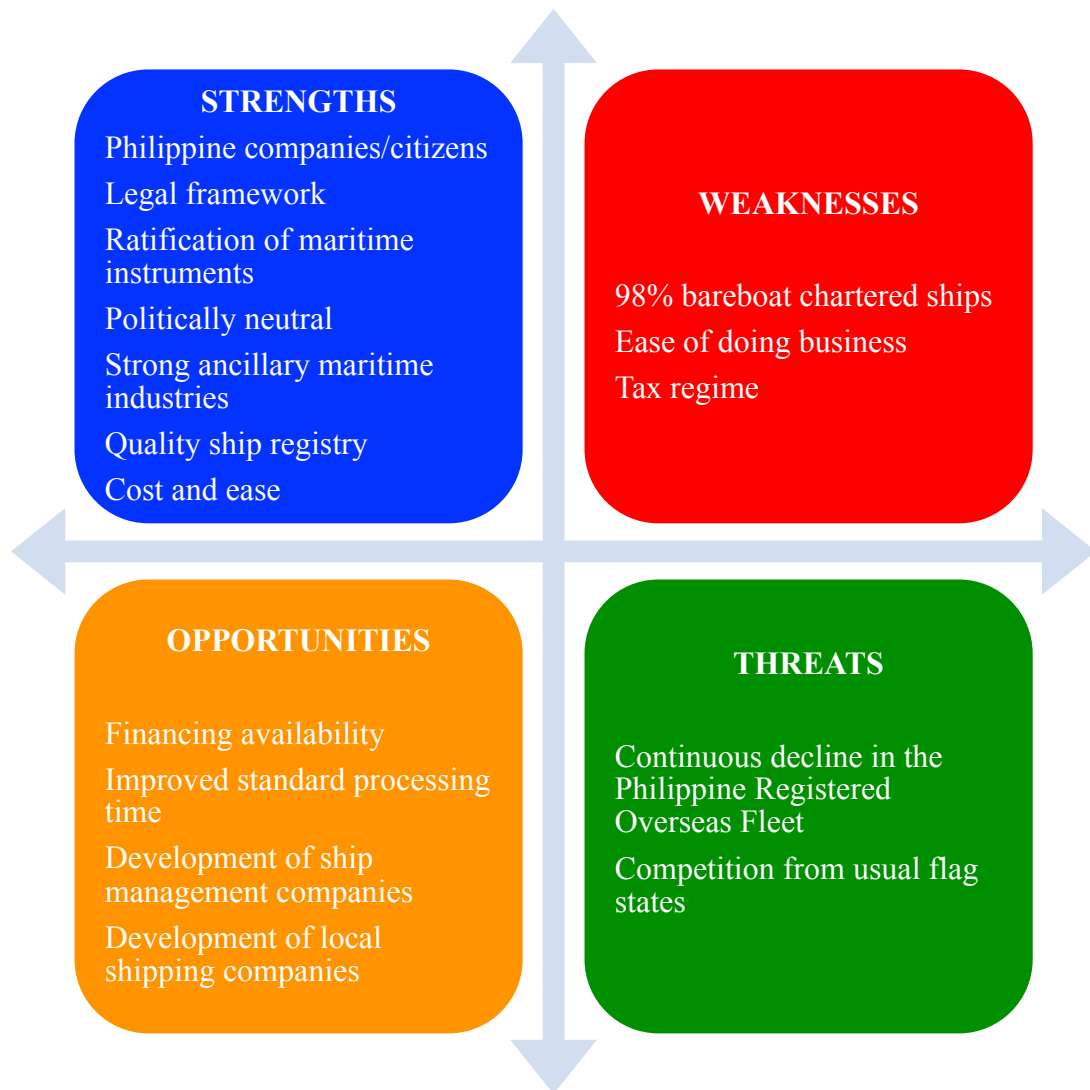 STRENGTHS
Philippine companies/citizens
Legal framework
Ratification of maritime
instruments
Politically neutral
Strong ancillary maritime
industries
Quality ship registry
Cost and ease
WEAKNESSES
98% bareboat chartered ships
Ease of doing business
Tax regime
OPPORTUNITIES
Financing availability
Improved standard processing
time
Development of ship
management companies
Development of local
shipping companies
THREATS
Continuous decline in the
Philippine Registered
Overseas Fleet
Competition from usual flag
states